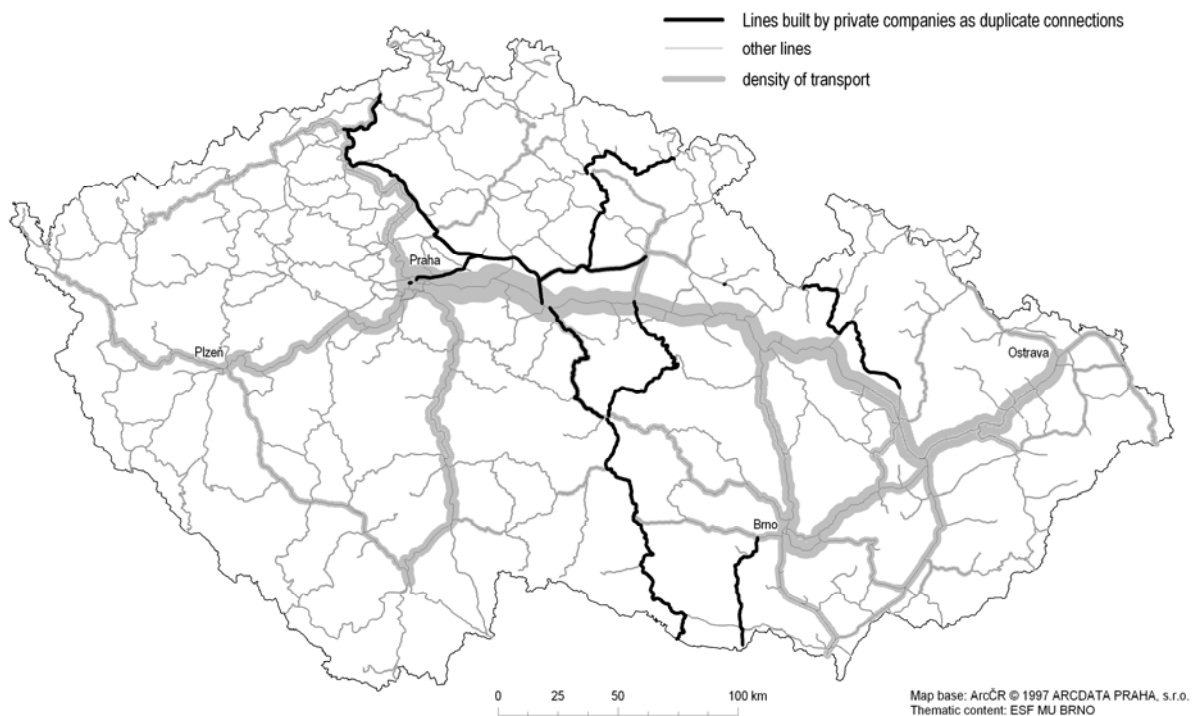 Lines built by private companies as duplicate connections
other lines
density of transport
Praha
Plzeň
Ostrava
Brno
0 25 50 100 km
Map base: ArcČR © 1997 ARCDATA PRAHA, s.r.o.
Thematic content: ESF MU BRNO